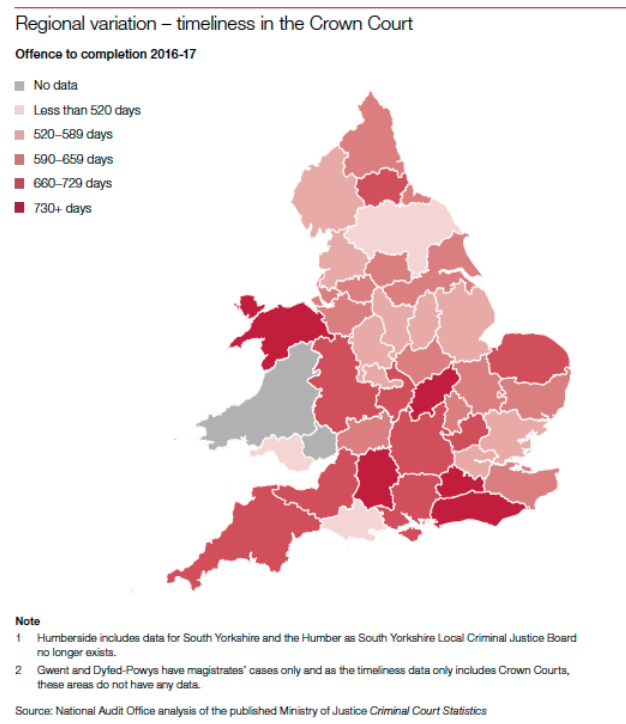 Regional variation – timeliness in the Crown Court
Offence to completion 2016-17
No data
Less than 520 days
520–589 days
590–659 days
660–729 days
730+ days
Note
1 Humberside includes data for South Yorkshire and the Humber as South Yorkshire Local Criminal Justice Board
no longer exists.
2 Gwent and Dyfed-Powys have magistrates' cases only and as the timeliness data only includes Crown Courts,
these areas do not have any data.
Source: National Audit Office analysis of the published Ministry of Justice Criminal Court Statistics